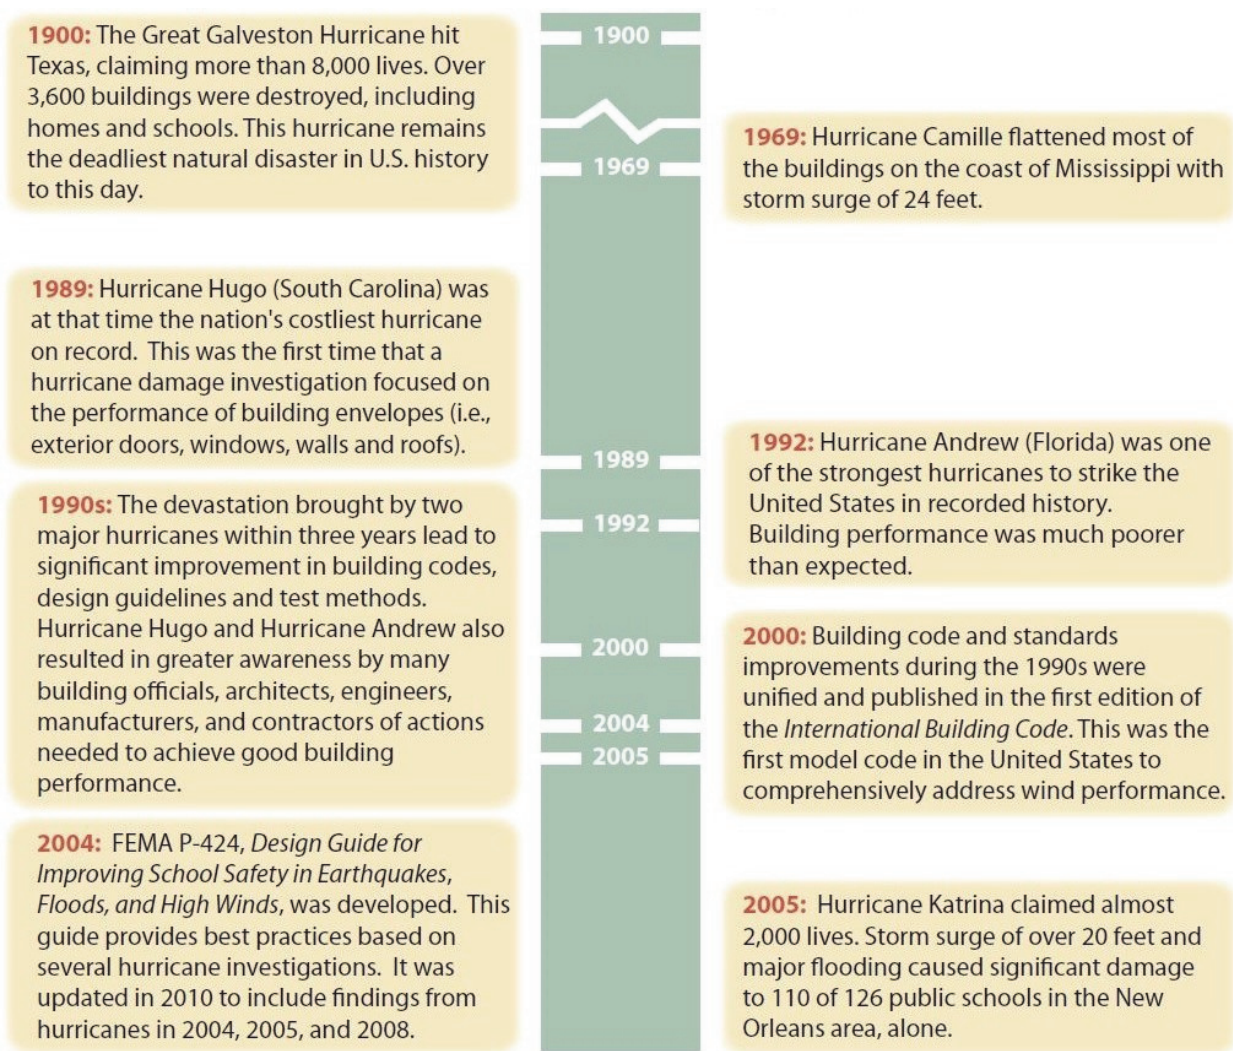 1900: The Great Galveston Hurricane hit
Texas, claiming more than 8,000 lives. Over
3,600 buildings were destroyed, including
homes and schools. This hurricane remains
the deadliest natural disaster in U.S. history
to this day.
1900
1969: Hurricane Camille flattened most of
the buildings on the coast of Mississippi with
storm surge of 24 feet.
1969
1989: Hurricane Hugo (South Carolina) was
at that time the nation's costliest hurricane
on record. This was the first time that a
hurricane damage investigation focused on
the performance of building envelopes (i.e.,
exterior doors, windows, walls and roofs).
1989
1992: Hurricane Andrew (Florida) was one
of the strongest hurricanes to strike the
United States in recorded history.
Building performance was much poorer
than expected.
1992
1990s: The devastation brought by two
major hurricanes within three years lead to
significant improvement in building codes,
design guidelines and test methods.
Hurricane Hugo and Hurricane Andrew also
resulted in greater awareness by many
building officials, architects, engineers,
manufacturers, and contractors of actions
needed to achieve good building
performance.
2000
2000: Building code and standards
improvements during the 1990s were
unified and published in the first edition of
the International Building Code. This was the
first model code in the United States to
comprehensively address wind performance.
2004
2005
2004: FEMA P-424, Design Guide for
Improving School Safety in Earthquakes,
Floods, and High Winds, was developed. This
guide provides best practices based on
several hurricane investigations. It was
updated in 2010 to include findings from
hurricanes in 2004, 2005, and 2008.
2005: Hurricane Katrina claimed almost
2,000 lives. Storm surge of over 20 feet and
major flooding caused significant damage
to 110 of 126 public schools in the New
Orleans area, alone.